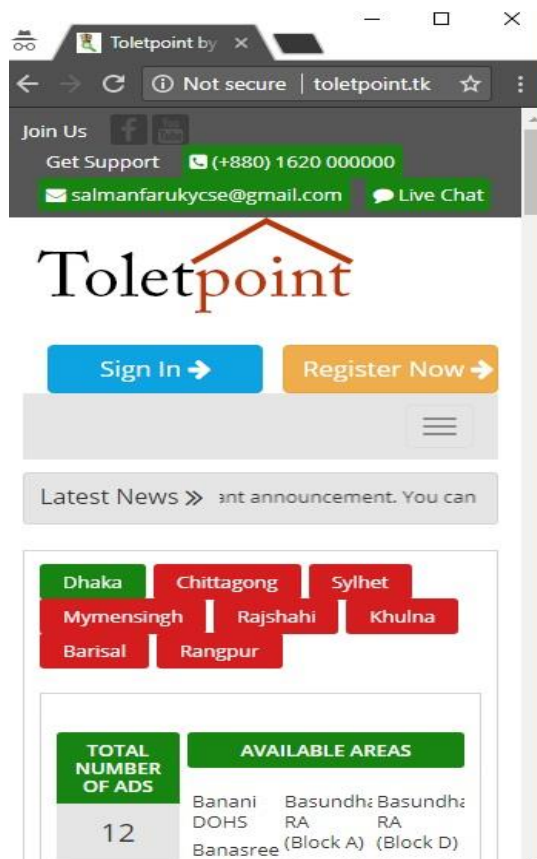 Toletpoint by
Not secure | toletpoint.tk
Join Us
Get Support (+880) 1620 000000
salmanfarukycse@gmail.com Live Chat
Toletpoint
Sign In Register Now
Latest News » ant announcement. You can
Dhaka Chittagong Sylhet
Mymensingh Rajshahi Khulna
Barisal Rangpur
TOTAL NUMBER OF ADS
12
AVAILABLE AREAS
Banani DOHS
Banasree
Basundha RA (Block A)
Basundha RA (Block D)